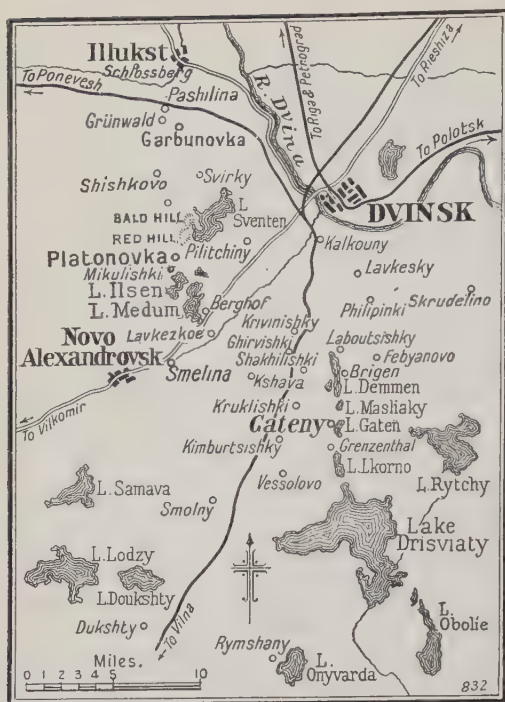 Illukst
Schlossberg
To Ponevesh
Pashilina
Grünwald
Garbunovka
R. Dvina
To Riga & Petrograd
To Rieshiza
To Polotsk
Shishkovo
Svirky
BALD HILL
L
Sventen
RED HILL
Pilitchiny
DVINSK
Kalkouny
Platonovka
Mikulishki
L. Ilsen
L. Medum
Berghof
Lavkesky
Philipinki
Skrudelino
Novo
Alexandrovsk
Lavkezkoe
Krivinishky
Ghirvishki
Laboutsishky
Shakhilishki
Febyanovo
Smelina
Kshava
Brigen
L. Demmen
To Vilkomir
Kruklishki
L. Masliaky
Gateny
L. Gaten
Kimburtsishky
Grenzenthal
L. Ikorno
L. Rytchy
L. Samava
Vessolovo
Smolny
Lake
Drisviaty
L. Lodzy
L. Doukshty
L.
Obolie
Dukshty
To Vilna
Rymshany
L.
Onyvarda
Miles.
0 1 2 3 4 5 10
832